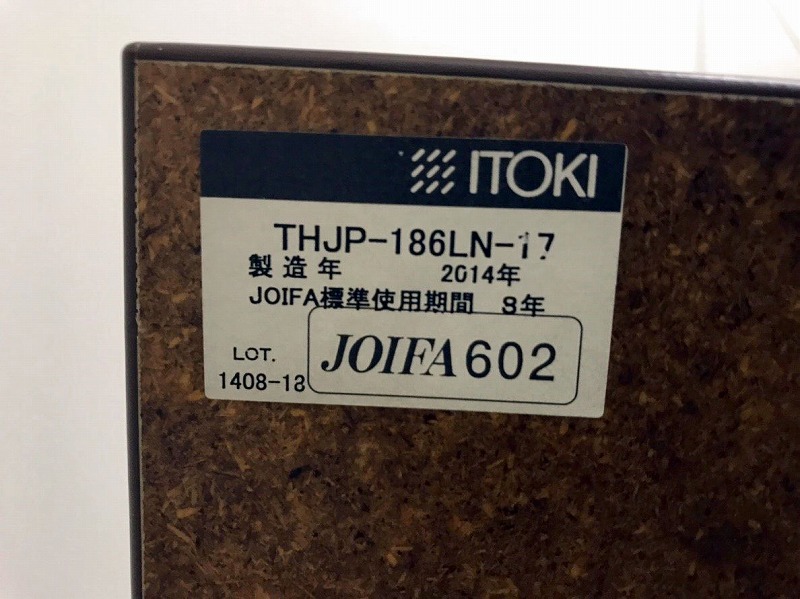 ITOKI
THJP-186LN-17
製造年 2014年
JOIFA標準使用期間 8年
LOT.
1408-18
JOIFA602